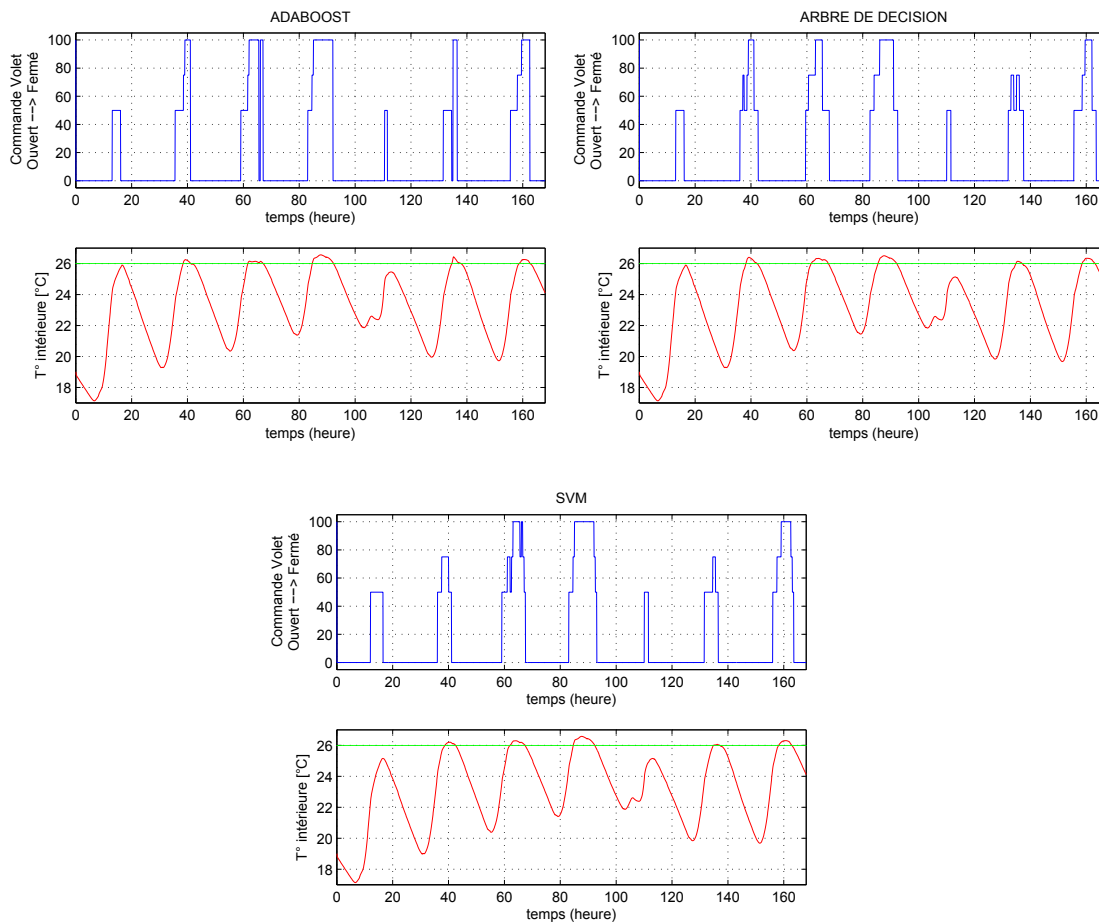 ADABOOST
Commande Volet
Ouvert −−> Fermé
100
80
60
40
20
0
0 20 40 60 80 100 120 140 160
temps (heure)
T° intérieure [°C]
26
24
22
20
18
0 20 40 60 80 100 120 140 160
temps (heure)
ARBRE DE DECISION
Commande Volet
Ouvert −−> Fermé
100
80
60
40
20
0
0 20 40 60 80 100 120 140 160
temps (heure)
T° intérieure [°C]
26
24
22
20
18
0 20 40 60 80 100 120 140 160
temps (heure)
SVM
Commande Volet
Ouvert −−> Fermé
100
80
60
40
20
0
0 20 40 60 80 100 120 140 160
temps (heure)
T° intérieure [°C]
26
24
22
20
18
0 20 40 60 80 100 120 140 160
temps (heure)